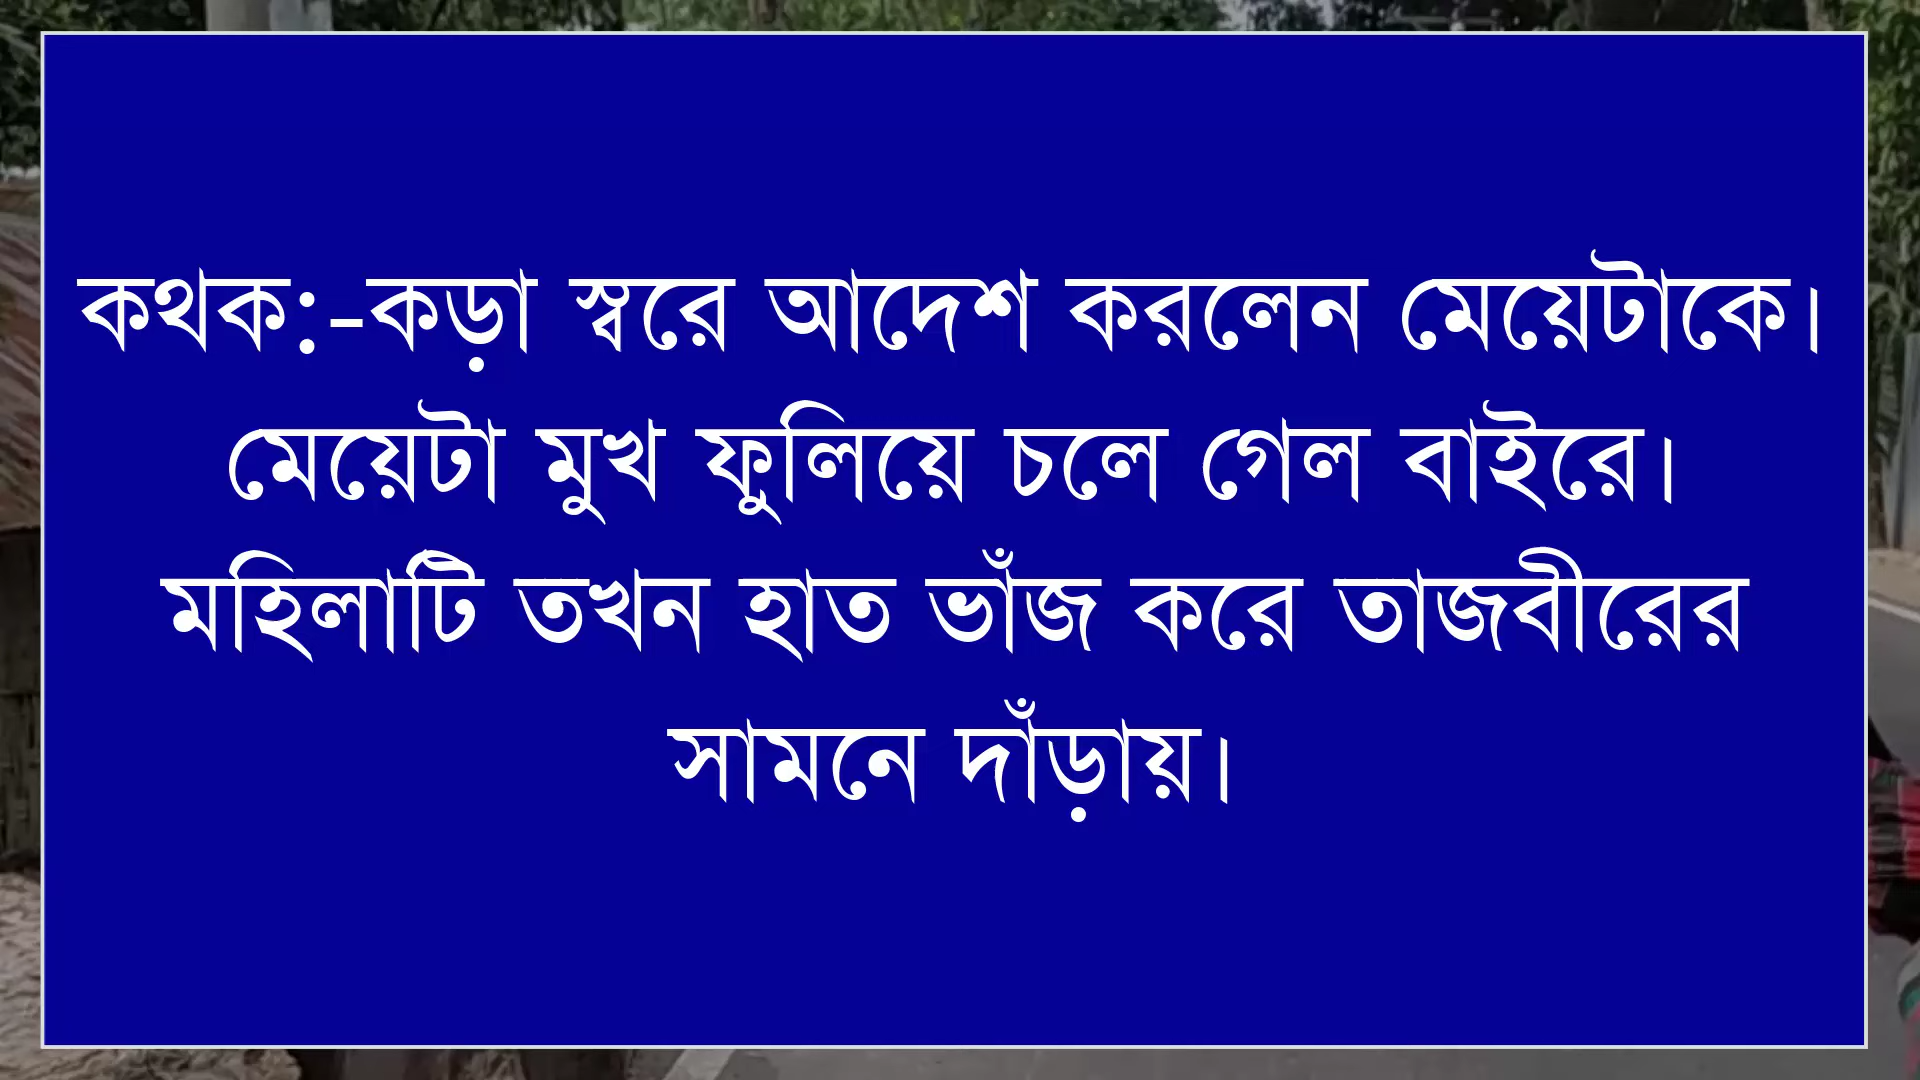 কথক:-কড়া স্বরে আদেশ করলেন মেয়েটাকে।
মেয়েটা মুখ ফুলিয়ে চলে গেল বাইরে।
মহিলাটি তখন হাত ভাঁজ করে তাজবীরের
সামনে দাঁড়ায়।